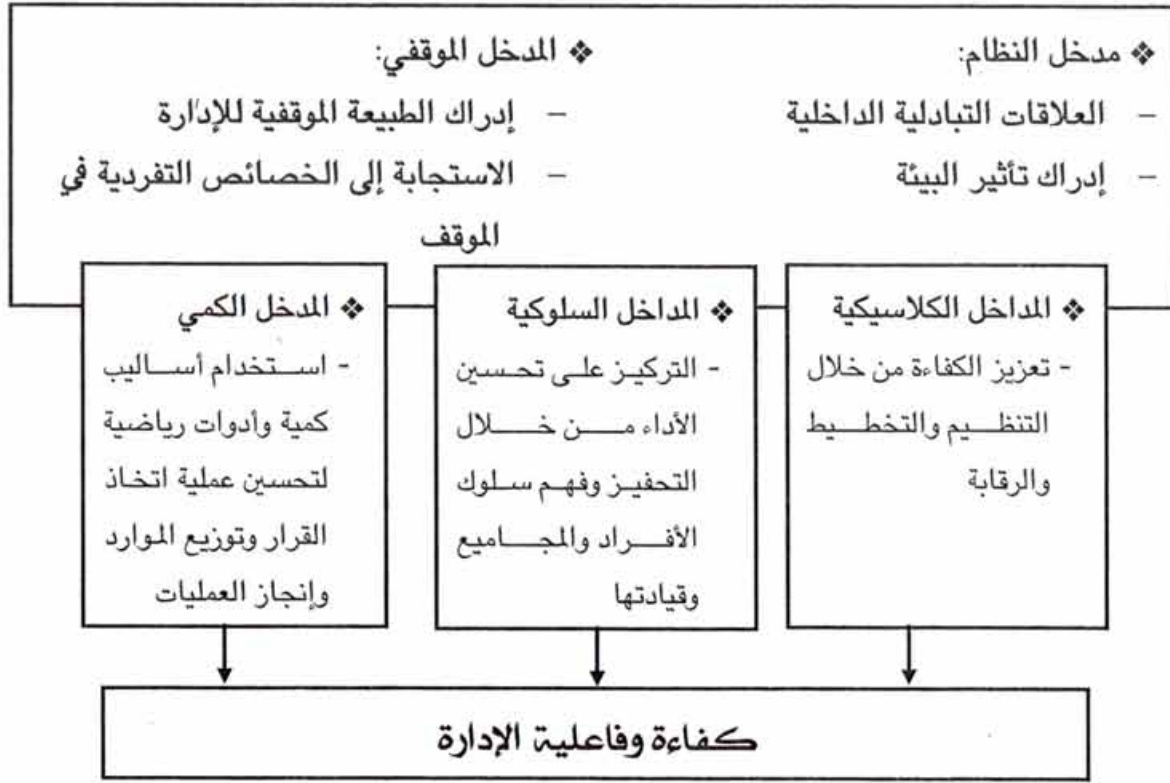 ❖ مدخل النظام:
– العلاقات التبادلية الداخلية
– إدراك تأثير البيئة
❖ المدخل الموقفي:
– إدراك الطبيعة الموقفية للإدارة
– الاستجابة إلى الخصائص التفردية في
الموقف
❖ المداخل الكلاسيكية
- تعزيز الكفاءة من خلال
التنظيم والتخطيط
والرقابة
❖ المداخل السلوكية
- التركيز على تحسين
الأداء من خلال
التحفيز وفهم سلوك
الأفراد والمجاميع
وقيادتها
❖ المدخل الكمي
- استخدام أساليب
كمية وأدوات رياضية
لتحسين عملية اتخاذ
القرار وتوزيع الموارد
وإنجاز العمليات
كفاءة وفاعلية الإدارة